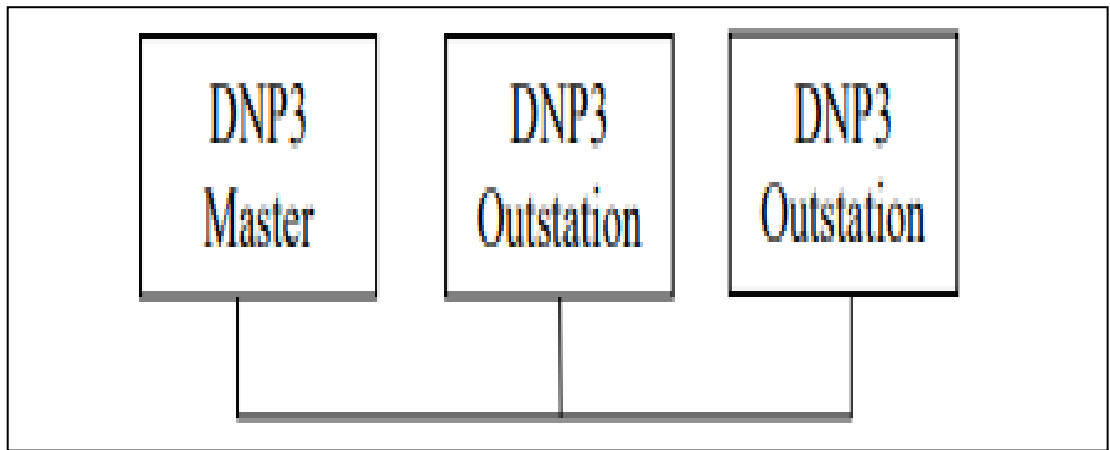 DNP3
Master
DNP3
Outstation
DNP3
Outstation